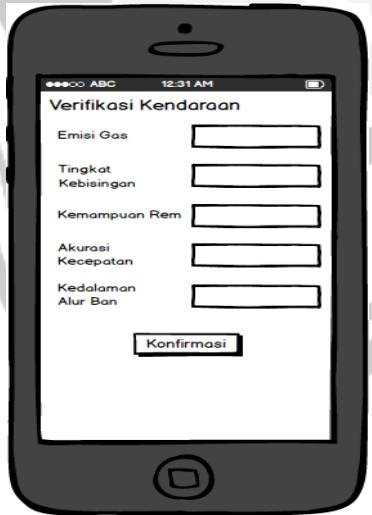 ABC 12:31 AM
Verifikasi Kendaraan
Emisi Gas
Tingkat
Kebisingan
Kemampuan Rem
Akurasi
Kecepatan
Kedalaman
Alur Ban
Konfirmasi